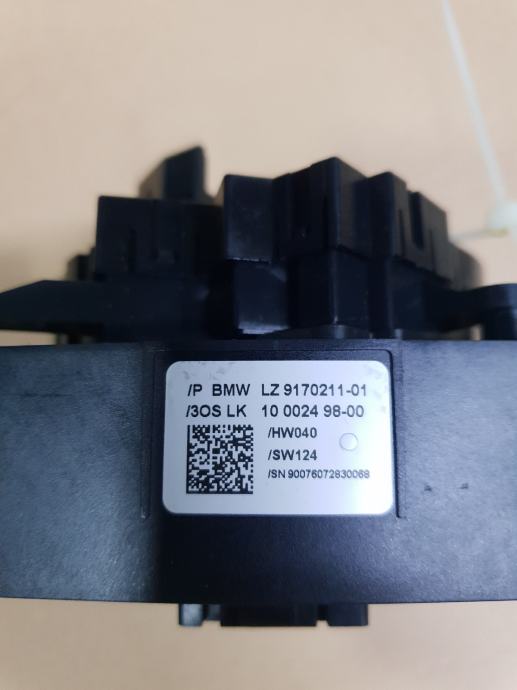 /P BMW LZ 9170211-01
/3OS LK 10 0024 98-00
/HW040
/SW124
/SN 90076072830068